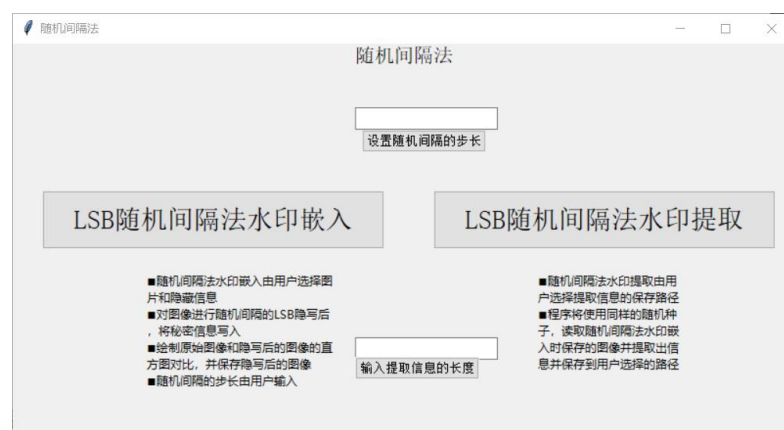 随机间隔法
随机间隔法
设置随机间隔的步长
LSB随机间隔法水印嵌入
LSB随机间隔法水印提取
■随机间隔法水印嵌入由用户选择图
片和隐藏信息
■对图像进行随机间隔的LSB隐写后
，将秘密信息写入
■绘制原始图像和隐写后的图像的直
方图对比，并保存隐写后的图像
■随机间隔的步长由用户输入
■随机间隔法水印提取由用
户选择提取信息的保存路径
■程序将使用同样的随机种
子，读取随机间隔法水印嵌
入时保存的图像并提取出信
息并保存到用户选择的路径
输入提取信息的长度